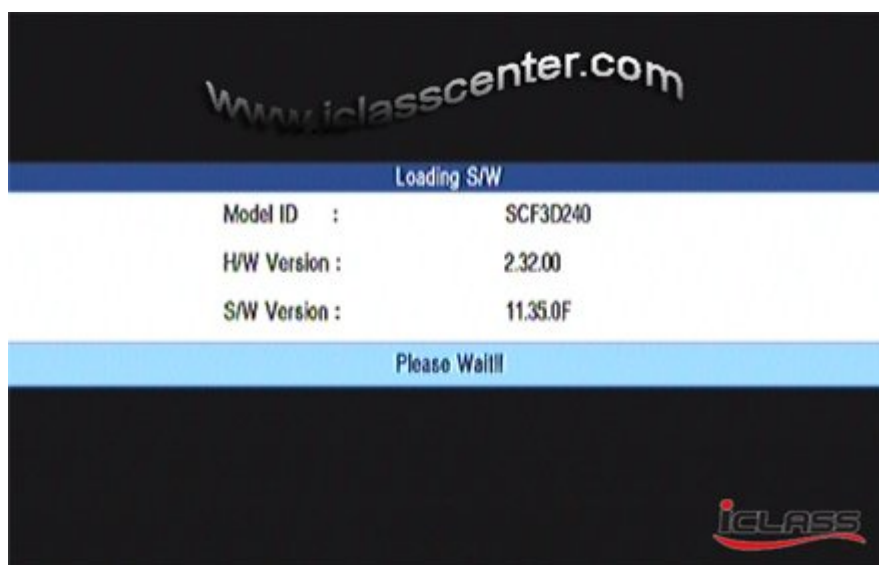 www.iclasscenter.com
Loading S/W
Model ID : SCF3D240
H/W Version : 2.32.00
S/W Version : 11.35.0F
Please Wait!!
iCLASS